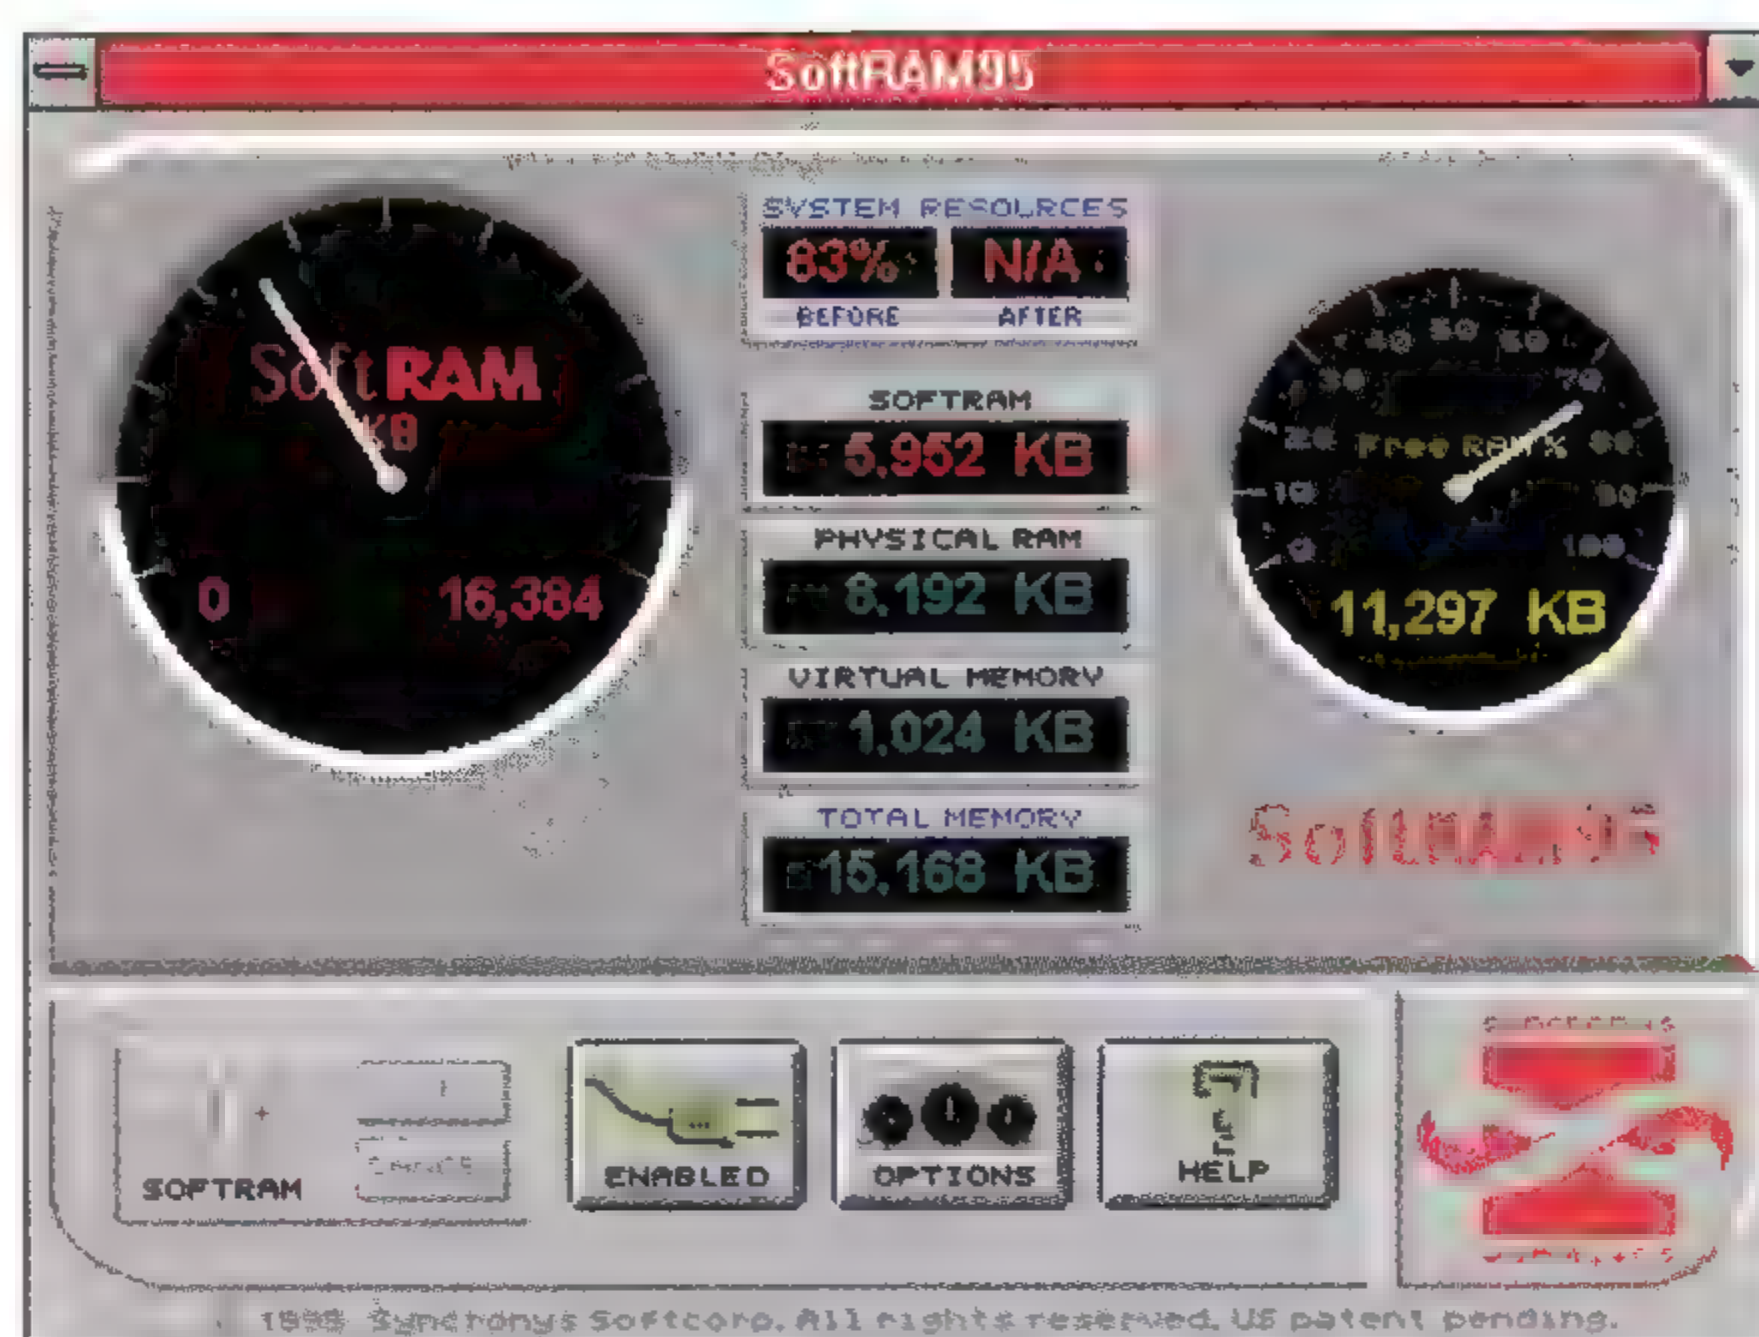 SoftRAM95
SYSTEM RESOURCES
83% N/A
BEFORE AFTER
SoftRAM
KB
0 16,384
SOFTRAM
5,952 KB
PHYSICAL RAM
8,192 KB
VIRTUAL MEMORY
1,024 KB
TOTAL MEMORY
15,168 KB
0 10 20 30 40 50 60 70 80 90 100
Free RAM%
11,297 KB
SoftRAM95
SOFTRAM
ENABLED
OPTIONS
HELP
Syncronys Softcorp. All rights reserved. US patent pending.